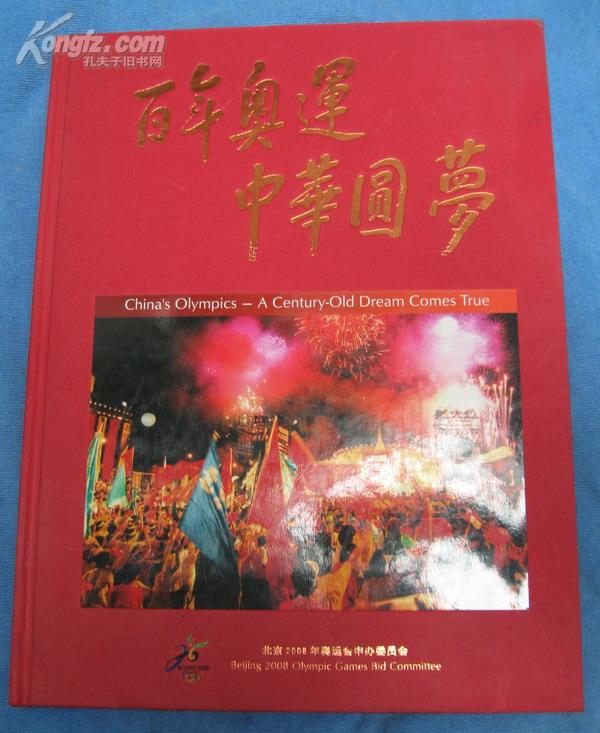 Kongfz.com
孔夫子旧书网
百年奥運
中華圓夢
China's Olympics – A Century-Old Dream Comes True
北京2008年奥运会申办委员会
Beijing 2008 Olympic Games Bid Committee